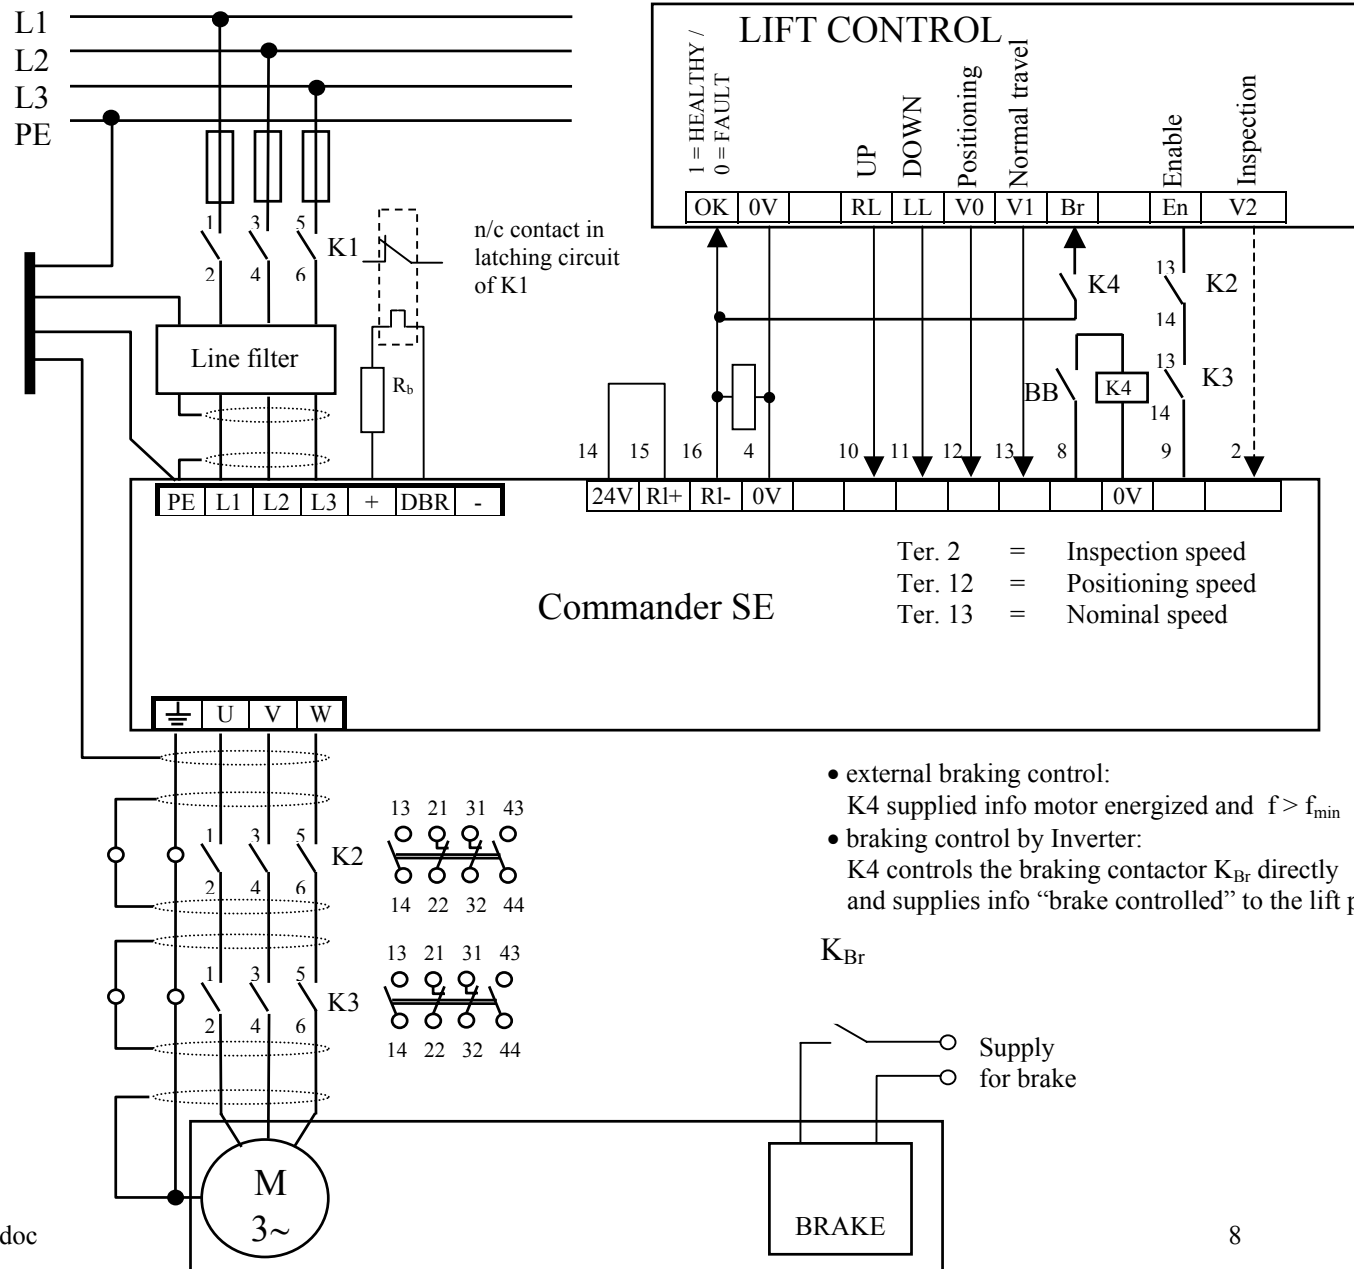 L1
L2
L3
PE
LIFT CONTROL
1 = HEALTHY /
0 = FAULT
UP
DOWN
Positioning
Normal travel
Enable
Inspection
OK 0V RL LL V0 V1 Br En V2
1 3 5
K1
2 4 6
n/c contact in
latching circuit
of K1
K4
13
K2
14
Line filter
Rb
BB
K4
13
K3
14
14 15 16 4 10 11 12 13 8 9 2
PE L1 L2 L3 + DBR -
24V Rl+ Rl- 0V 0V
Ter. 2 = Inspection speed
Ter. 12 = Positioning speed
Ter. 13 = Nominal speed
Commander SE
U V W
• external braking control:
K4 supplied info motor energized and f > fmin
• braking control by Inverter:
K4 controls the braking contactor KBr directly
and supplies info “brake controlled” to the lift p
13 21 31 43
1 3 5
K2
2 4 6
14 22 32 44
13 21 31 43
1 3 5
K3
2 4 6
14 22 32 44
KBr
Supply
for brake
M
3~
BRAKE
doc
8